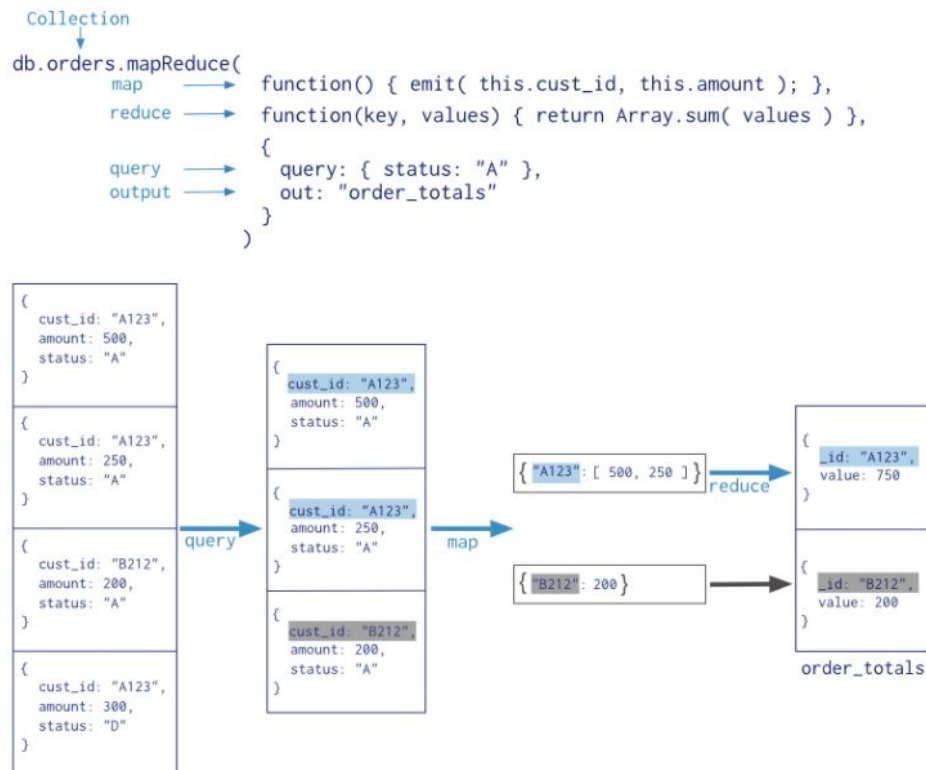 Collection
db.orders.mapReduce(
map function() { emit( this.cust_id, this.amount ); },
reduce function(key, values) { return Array.sum( values ) },
{
query query: { status: "A" },
output out: "order_totals"
}
)
{
cust_id: "A123",
amount: 500,
status: "A"
}
{
cust_id: "A123",
amount: 250,
status: "A"
}
{
cust_id: "B212",
amount: 200,
status: "A"
}
{
cust_id: "A123",
amount: 300,
status: "D"
}
query
{
cust_id: "A123",
amount: 500,
status: "A"
}
{
cust_id: "A123",
amount: 250,
status: "A"
}
{
cust_id: "B212",
amount: 200,
status: "A"
}
map
{ "A123": [ 500, 250 ] }
{ "B212": 200 }
reduce
{
_id: "A123",
value: 750
}
{
_id: "B212",
value: 200
}
order_totals